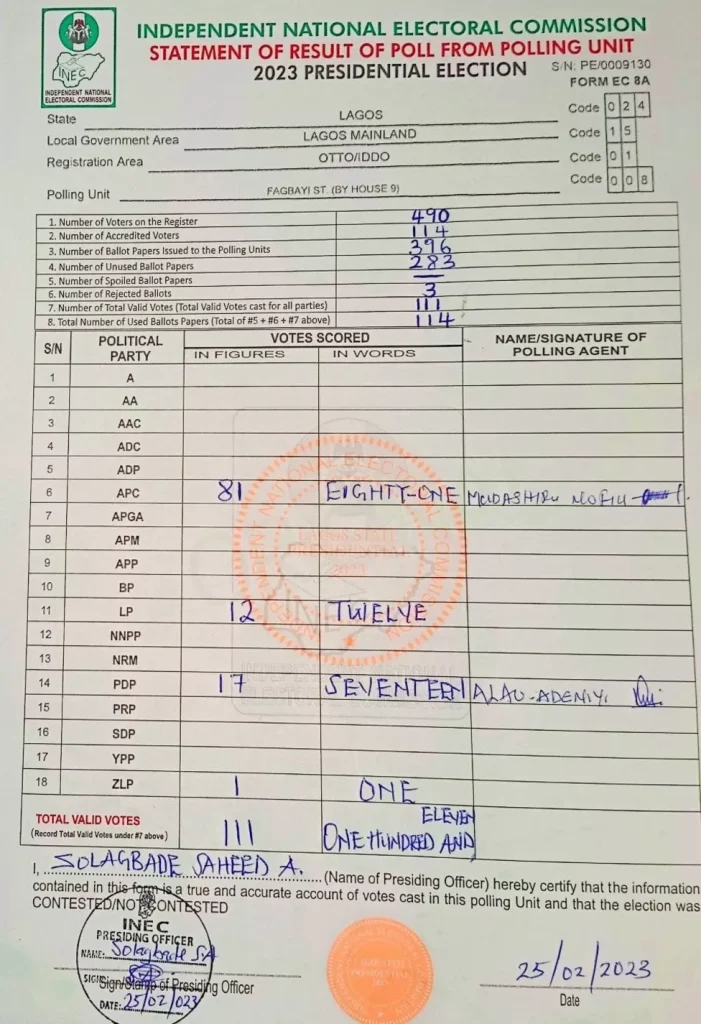 INDEPENDENT NATIONAL ELECTORAL COMMISSION
STATEMENT OF RESULT OF POLL FROM POLLING UNIT
2023 PRESIDENTIAL ELECTION
S/N: PE/0009130
FORM EC 8A
INEC
INDEPENDENT NATIONAL
ELECTORAL COMMISSION
State LAGOS Code 0 2 4
Local Government Area LAGOS MAINLAND Code 1 5
Registration Area OTTO/IDDO Code 0 1
Polling Unit FAGBAYI ST. (BY HOUSE 9) Code 0 0 8
1. Number of Voters on the Register 490
2. Number of Accredited Voters 114
3. Number of Ballot Papers Issued to the Polling Units 396
4. Number of Unused Ballot Papers 283
5. Number of Spoiled Ballot Papers —
6. Number of Rejected Ballots 3
7. Number of Total Valid Votes (Total Valid Votes cast for all parties) 111
8. Total Number of Used Ballots Papers (Total of #5 + #6 + #7 above) 114
S/N POLITICAL PARTY VOTES SCORED NAME/SIGNATURE OF POLLING AGENT
IN FIGURES IN WORDS
1 A
2 AA
3 AAC
4 ADC
5 ADP
6 APC 81 EIGHTY-ONE MUDASHIRU NOFIU
7 APGA
8 APM
9 APP
10 BP
11 LP 12 TWELVE
12 NNPP
13 NRM
14 PDP 17 SEVENTEEN ALAO-ADENIYI
15 PRP
16 SDP
17 YPP
18 ZLP 1 ONE
TOTAL VALID VOTES
(Record Total Valid Votes under #7 above) 111 ONE HUNDRED AND ELEVEN
I, SOLAGBADE SAHEED A. (Name of Presiding Officer) hereby certify that the information
contained in this form is a true and accurate account of votes cast in this polling Unit and that the election was
CONTESTED/NOT CONTESTED
INEC
PRESIDING OFFICER
NAME: Solagbade S.A
SIGN:
DATE: 25/02/023
Sign/Stamp of Presiding Officer
25/02/2023
Date
INDEPENDENT NATIONAL ELECTORAL COMMISSION
LAGOS STATE
PRESIDENTIAL
2023